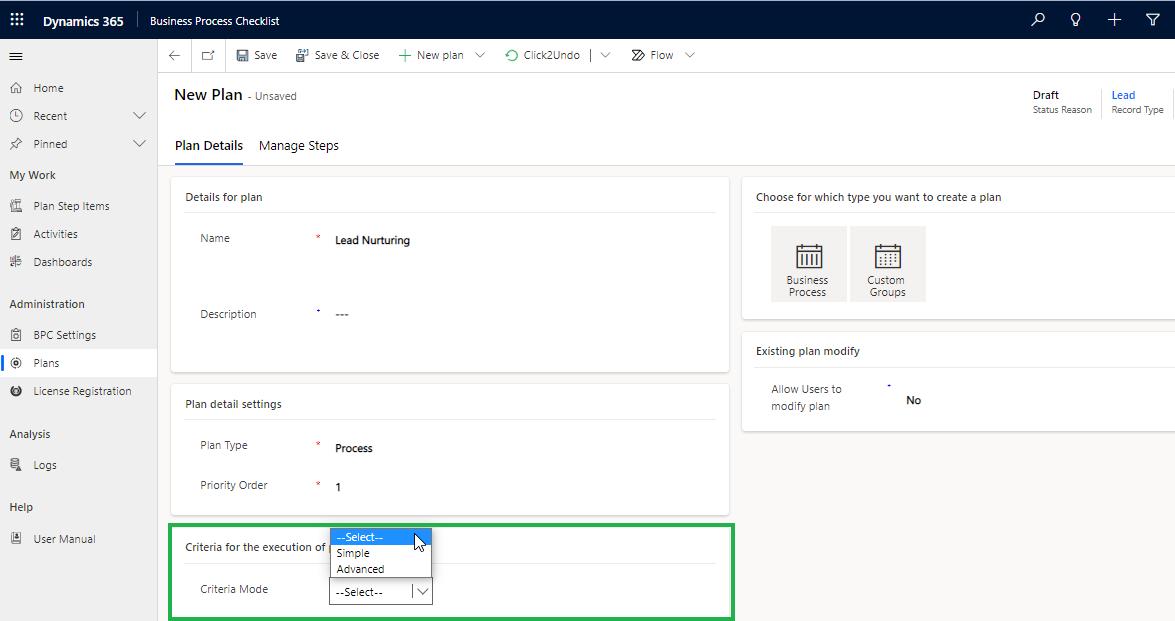 Dynamics 365 Business Process Checklist
Save Save & Close New plan Click2Undo Flow
Home
Recent
Pinned
My Work
Plan Step Items
Activities
Dashboards
Administration
BPC Settings
Plans
License Registration
Analysis
Logs
Help
User Manual
New Plan - Unsaved
Draft
Status Reason
Lead
Record Type
Plan Details Manage Steps
Details for plan
Name * Lead Nurturing
Description ---
Plan detail settings
Plan Type * Process
Priority Order * 1
Criteria for the execution of
--Select--
Simple
Advanced
Criteria Mode --Select--
Choose for which type you want to create a plan
Business
Process
Custom
Groups
Existing plan modify
Allow Users to
modify plan
No